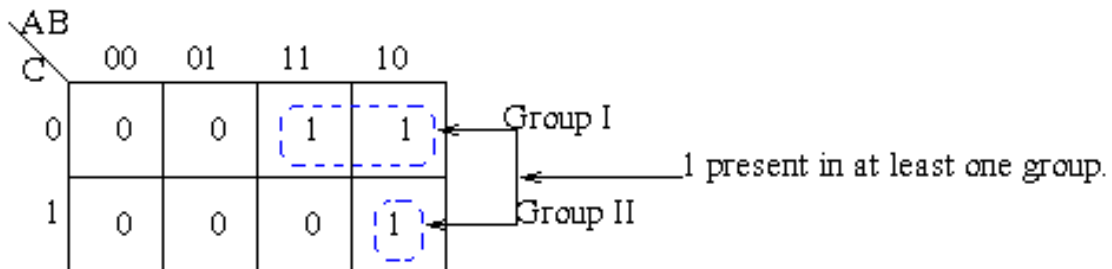 AB
C 00 01 11 10
0 0 0 1 1 Group I
1 present in at least one group.
1 0 0 0 1 Group II